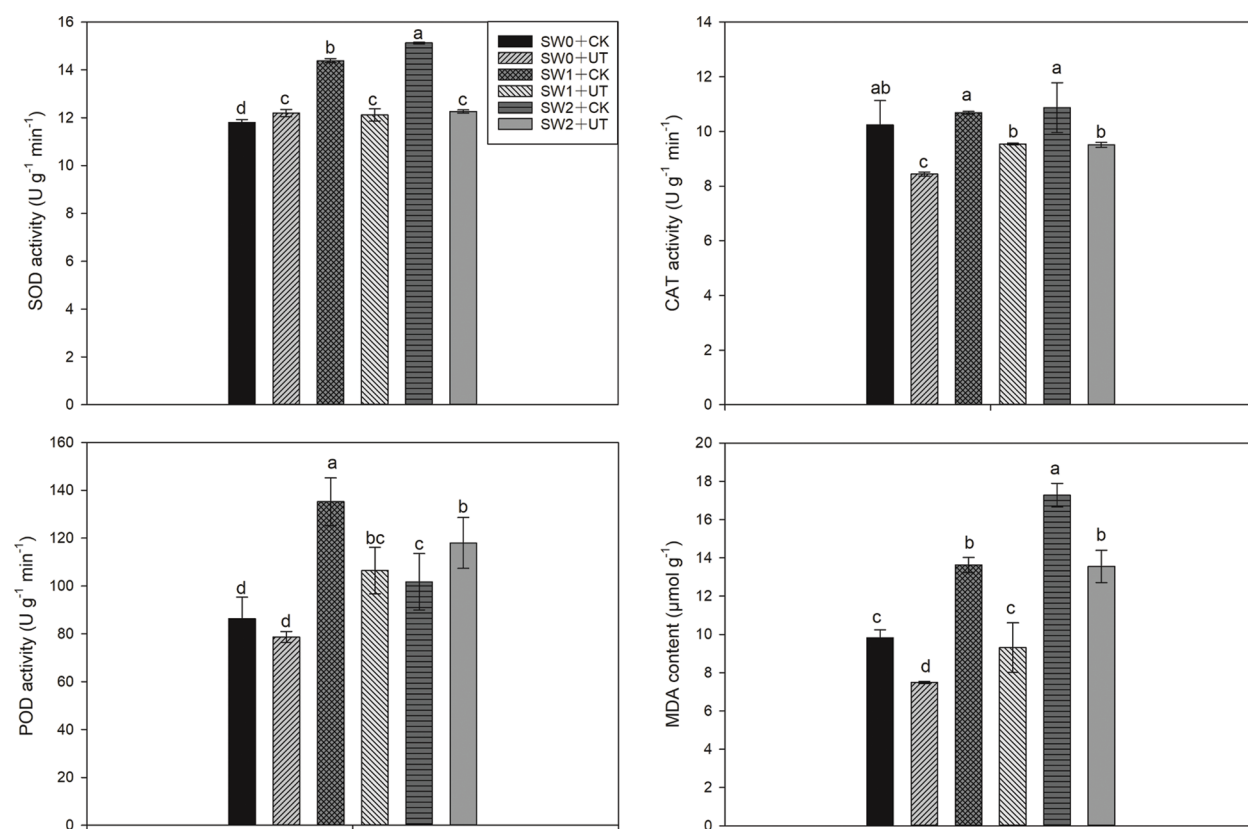 16
14
12
10
8
6
4
2
0
SOD activity (U g⁻¹ min⁻¹)
d
c
b
c
a
c
SW0+CK
SW0+UT
SW1+CK
SW1+UT
SW2+CK
SW2+UT
14
12
10
8
6
4
2
0
CAT activity (U g⁻¹ min⁻¹)
ab
c
a
b
a
b
160
140
120
100
80
60
40
20
0
POD activity (U g⁻¹ min⁻¹)
d
d
a
bc
c
b
20
18
16
14
12
10
8
6
4
2
0
MDA content (μmol g⁻¹)
c
d
b
c
a
b